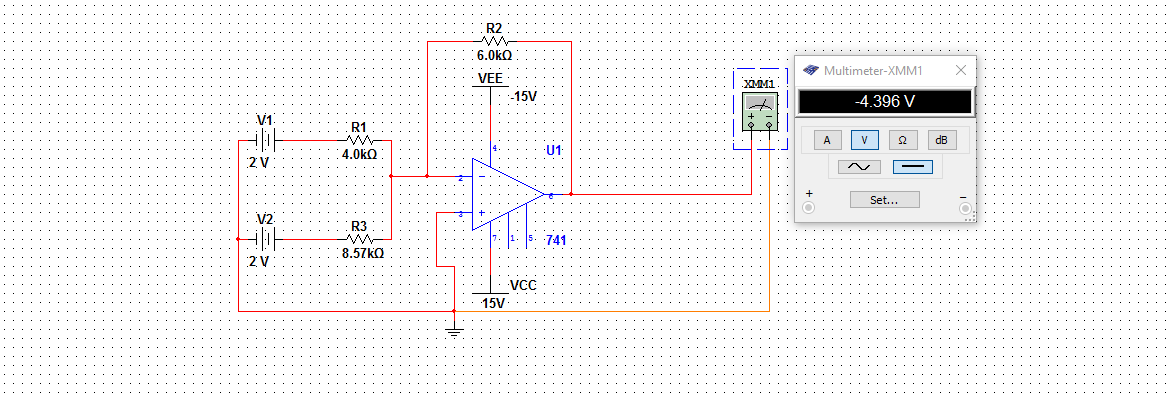 R2
6.0kΩ
VEE
-15V
XMM1
Multimeter-XMM1
-4.396 V
A
V
Ω
dB
+
-
Set...
+
−
V1
2 V
R1
4.0kΩ
U1
4
2
−
6
3
+
7
1
5
741
V2
2 V
R3
8.57kΩ
VCC
15V